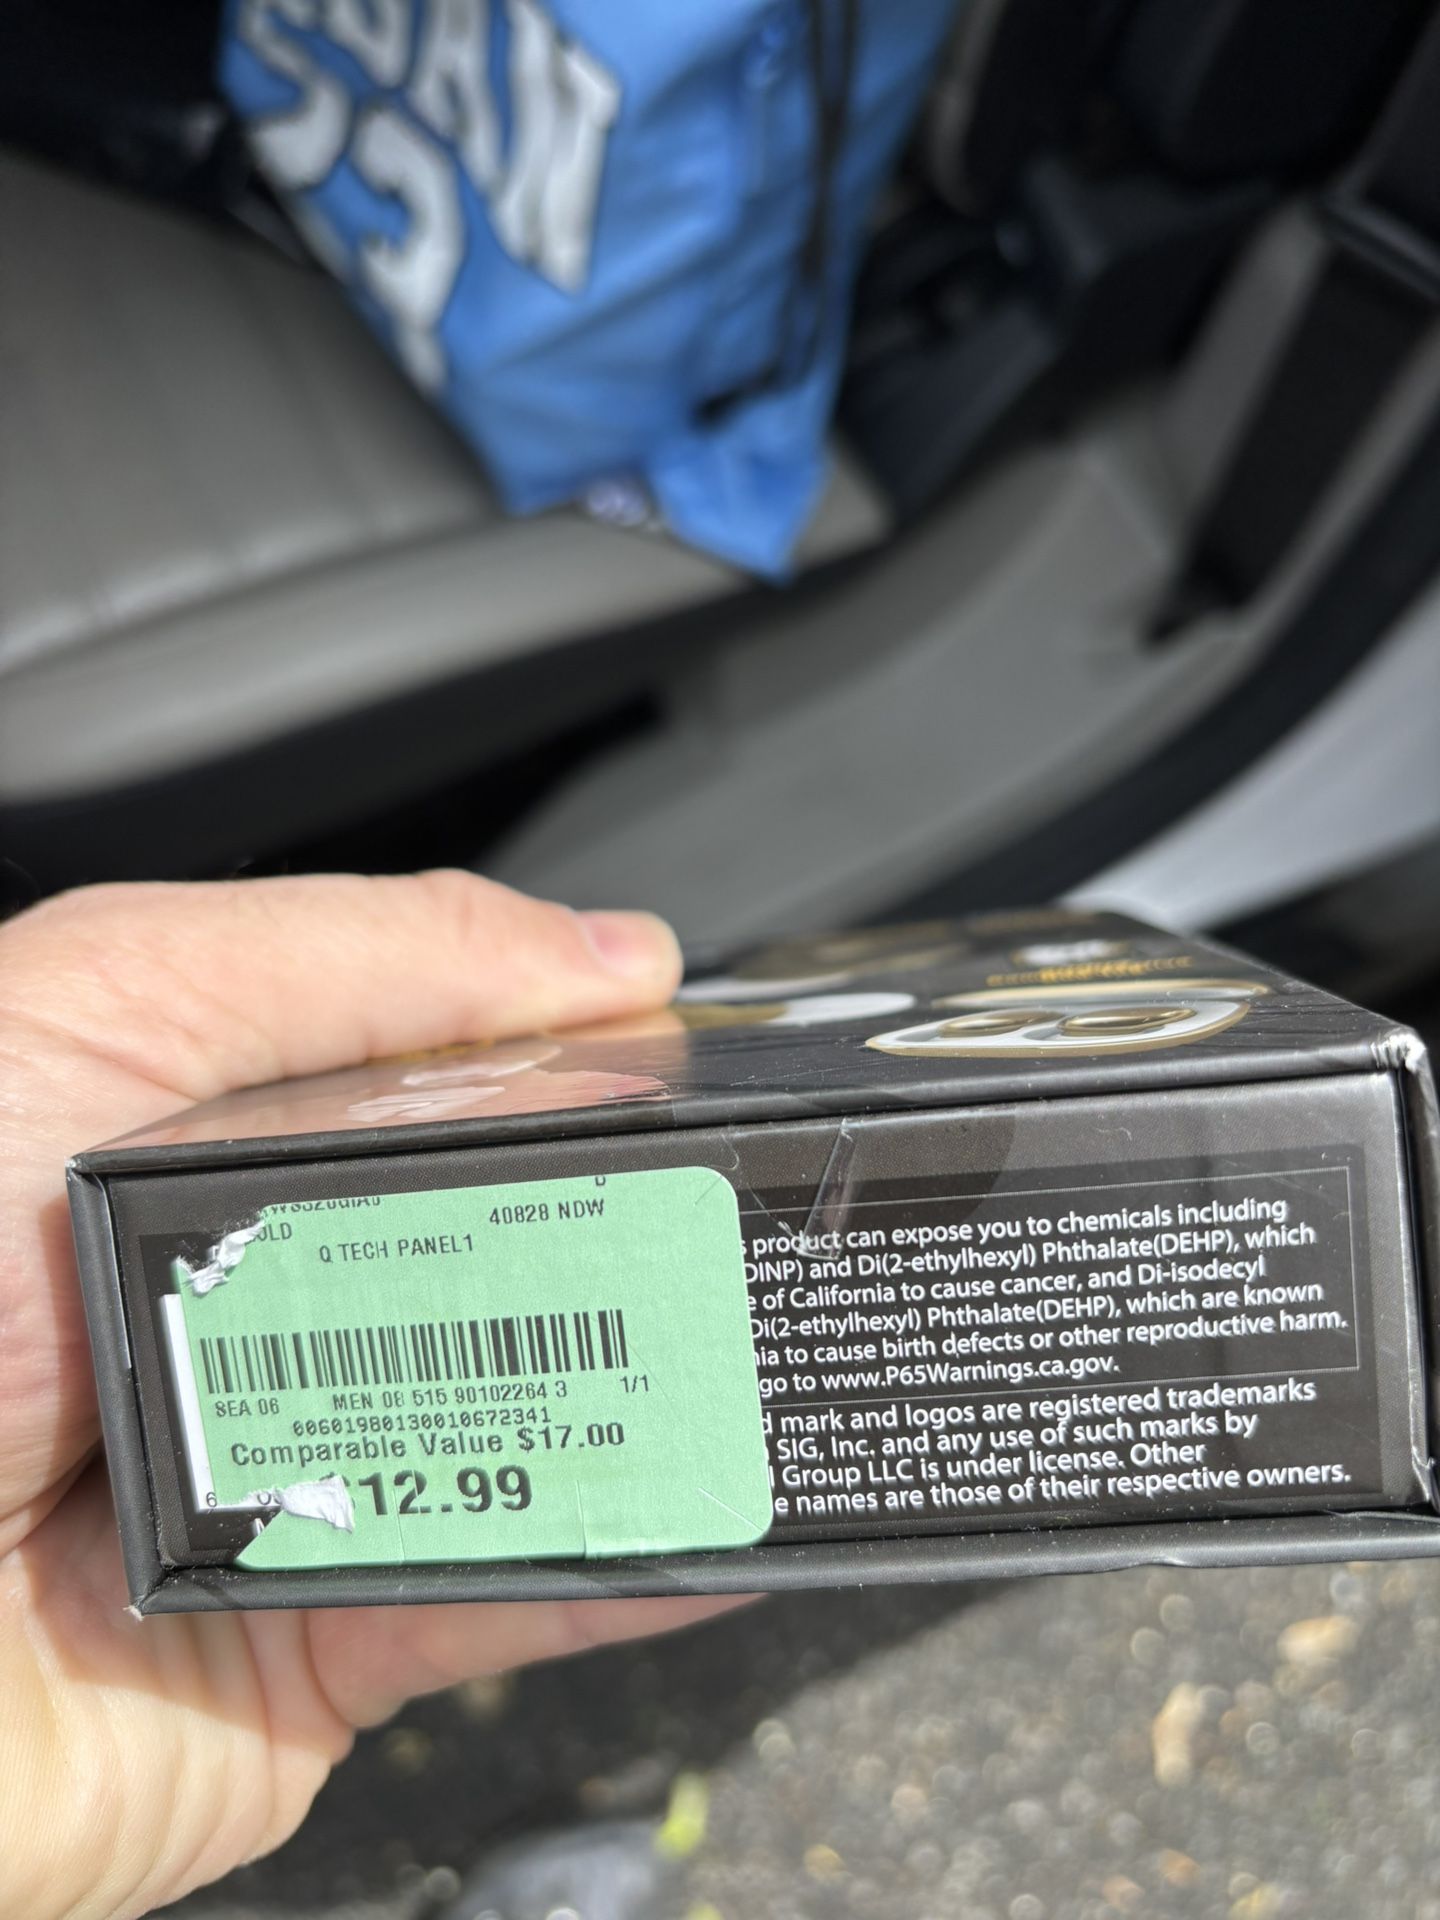 40828 NDW
Q TECH PANEL1
SEA 06 MEN 08 515 90102264 3 1/1
00601980130010672341
Comparable Value $17.00
12.99
product can expose you to chemicals including
DINP) and Di(2-ethylhexyl) Phthalate(DEHP), which
of California to cause cancer, and Di-isodecyl
Di(2-ethylhexyl) Phthalate(DEHP), which are known
to cause birth defects or other reproductive harm.
go to www.P65Warnings.ca.gov.
mark and logos are registered trademarks
SIG, Inc. and any use of such marks by
Group LLC is under license. Other
names are those of their respective owners.